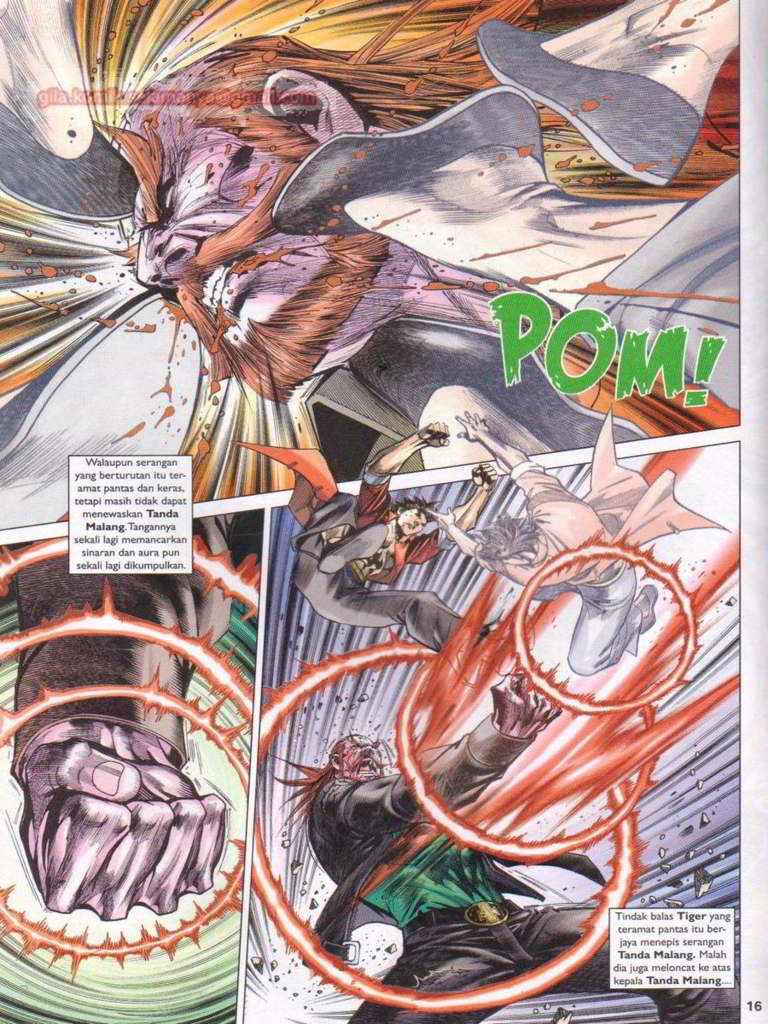 POM!
Walaupun serangan
yang berturutan itu ter-
amat pantas dan keras,
tetapi masih tidak dapat
menewaskan Tanda
Malang. Tangannya
sekali lagi memancarkan
sinaran dan aura pun
sekali lagi dikumpulkan.
Tindak balas Tiger yang
teramat pantas itu ber-
jaya menepis serangan
Tanda Malang. Malah
dia juga meloncat ke atas
kepala Tanda Malang....
16